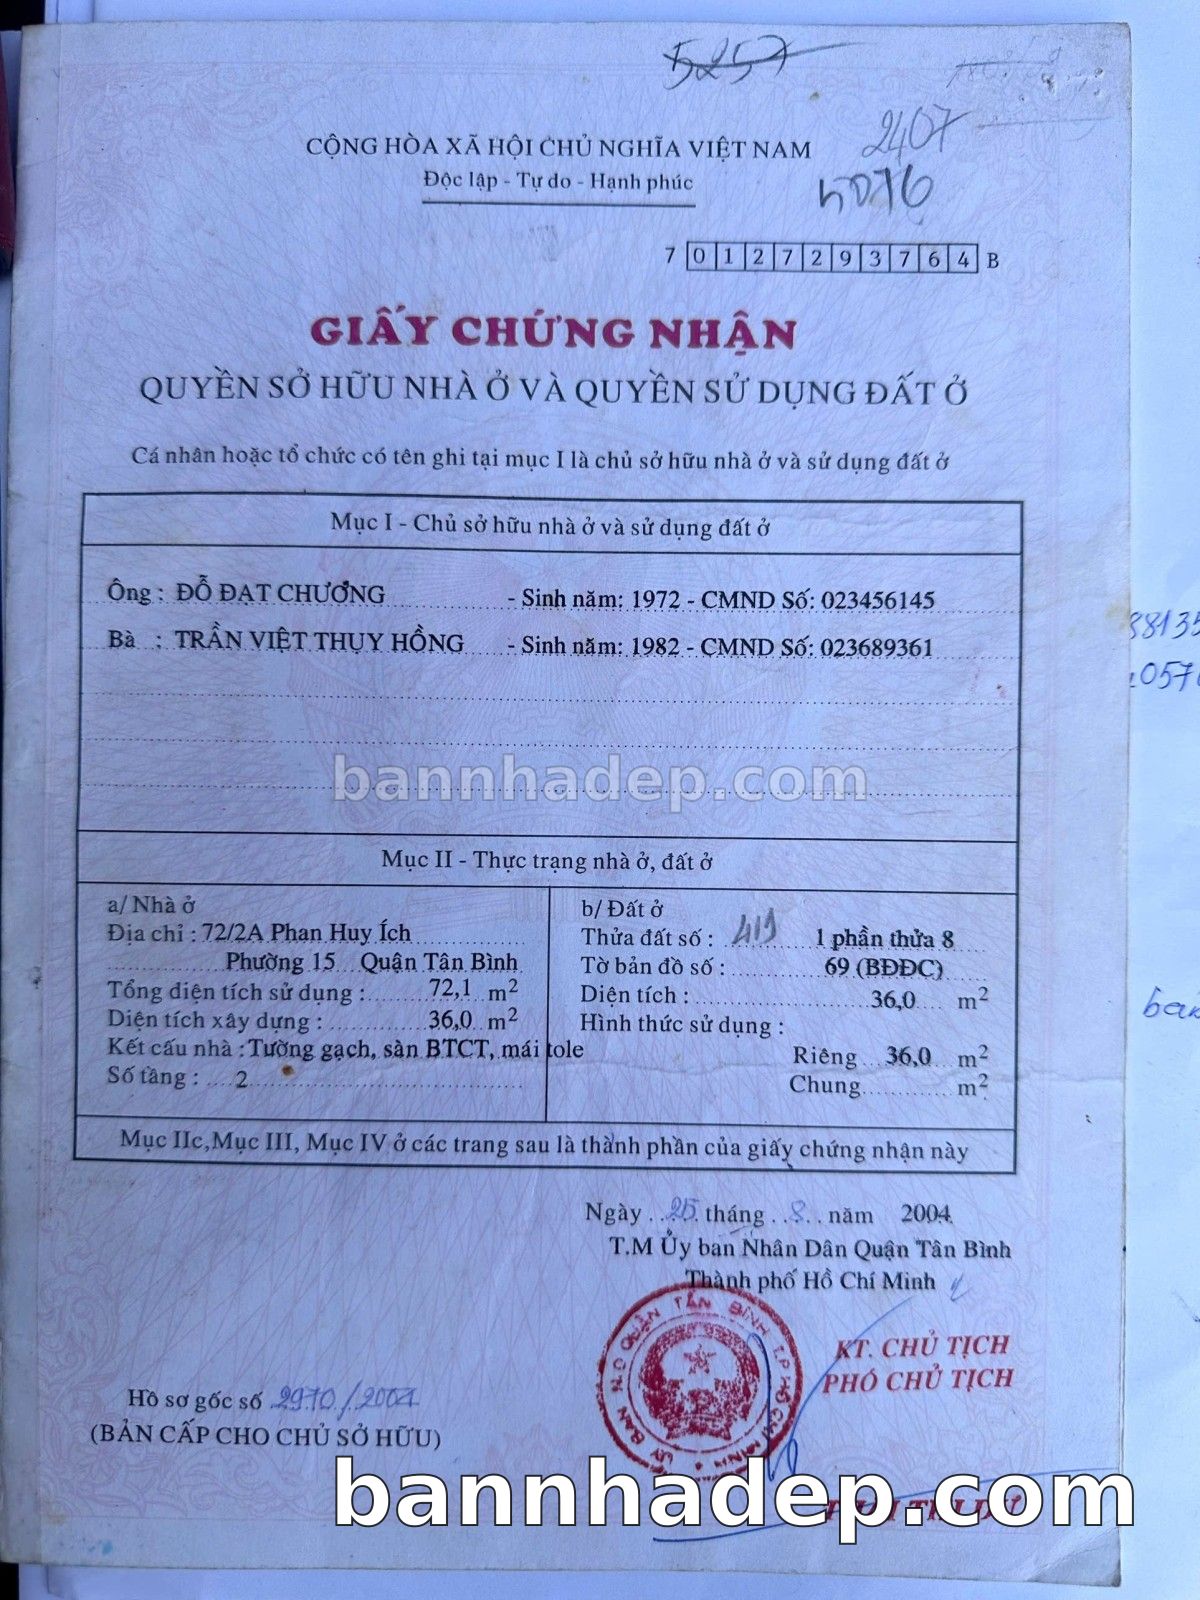 5257
2407
CỘNG HÒA XÃ HỘI CHỦ NGHĨA VIỆT NAM
Độc lập - Tự do - Hạnh phúc
5076
7 0 1 2 7 2 9 3 7 6 4 B
GIẤY CHỨNG NHẬN
QUYỀN SỞ HỮU NHÀ Ở VÀ QUYỀN SỬ DỤNG ĐẤT Ở
Cá nhân hoặc tổ chức có tên ghi tại mục I là chủ sở hữu nhà ở và sử dụng đất ở
Mục I - Chủ sở hữu nhà ở và sử dụng đất ở
Ông : ĐỖ ĐẠT CHƯƠNG - Sinh năm: 1972 - CMND Số: 023456145
Bà : TRẦN VIỆT THỤY HỒNG - Sinh năm: 1982 - CMND Số: 023689361
bannhadep.com
Mục II - Thực trạng nhà ở, đất ở
a/ Nhà ở
Địa chỉ : 72/2A Phan Huy Ích
Phường 15 Quận Tân Bình
Tổng diện tích sử dụng : 72,1 m2
Diện tích xây dựng : 36,0 m2
Kết cấu nhà : Tường gạch, sàn BTCT, mái tole
Số tầng : 2
b/ Đất ở
Thửa đất số : 419 1 phần thửa 8
Tờ bản đồ số : 69 (BĐĐC)
Diện tích : 36,0 m2
Hình thức sử dụng :
Riêng 36,0 m2
Chung m2
Mục IIc, Mục III, Mục IV ở các trang sau là thành phần của giấy chứng nhận này
Ngày 25 tháng 8 năm 2004
T.M Ủy ban Nhân Dân Quận Tân Bình
Thành phố Hồ Chí Minh
KT. CHỦ TỊCH
PHÓ CHỦ TỊCH
ỦY BAN N.D QUẬN TÂN BÌNH T.P HỒ CHÍ MINH
Hồ sơ gốc số 2970/2004
(BẢN CẤP CHO CHỦ SỞ HỮU)
bannhadep.com